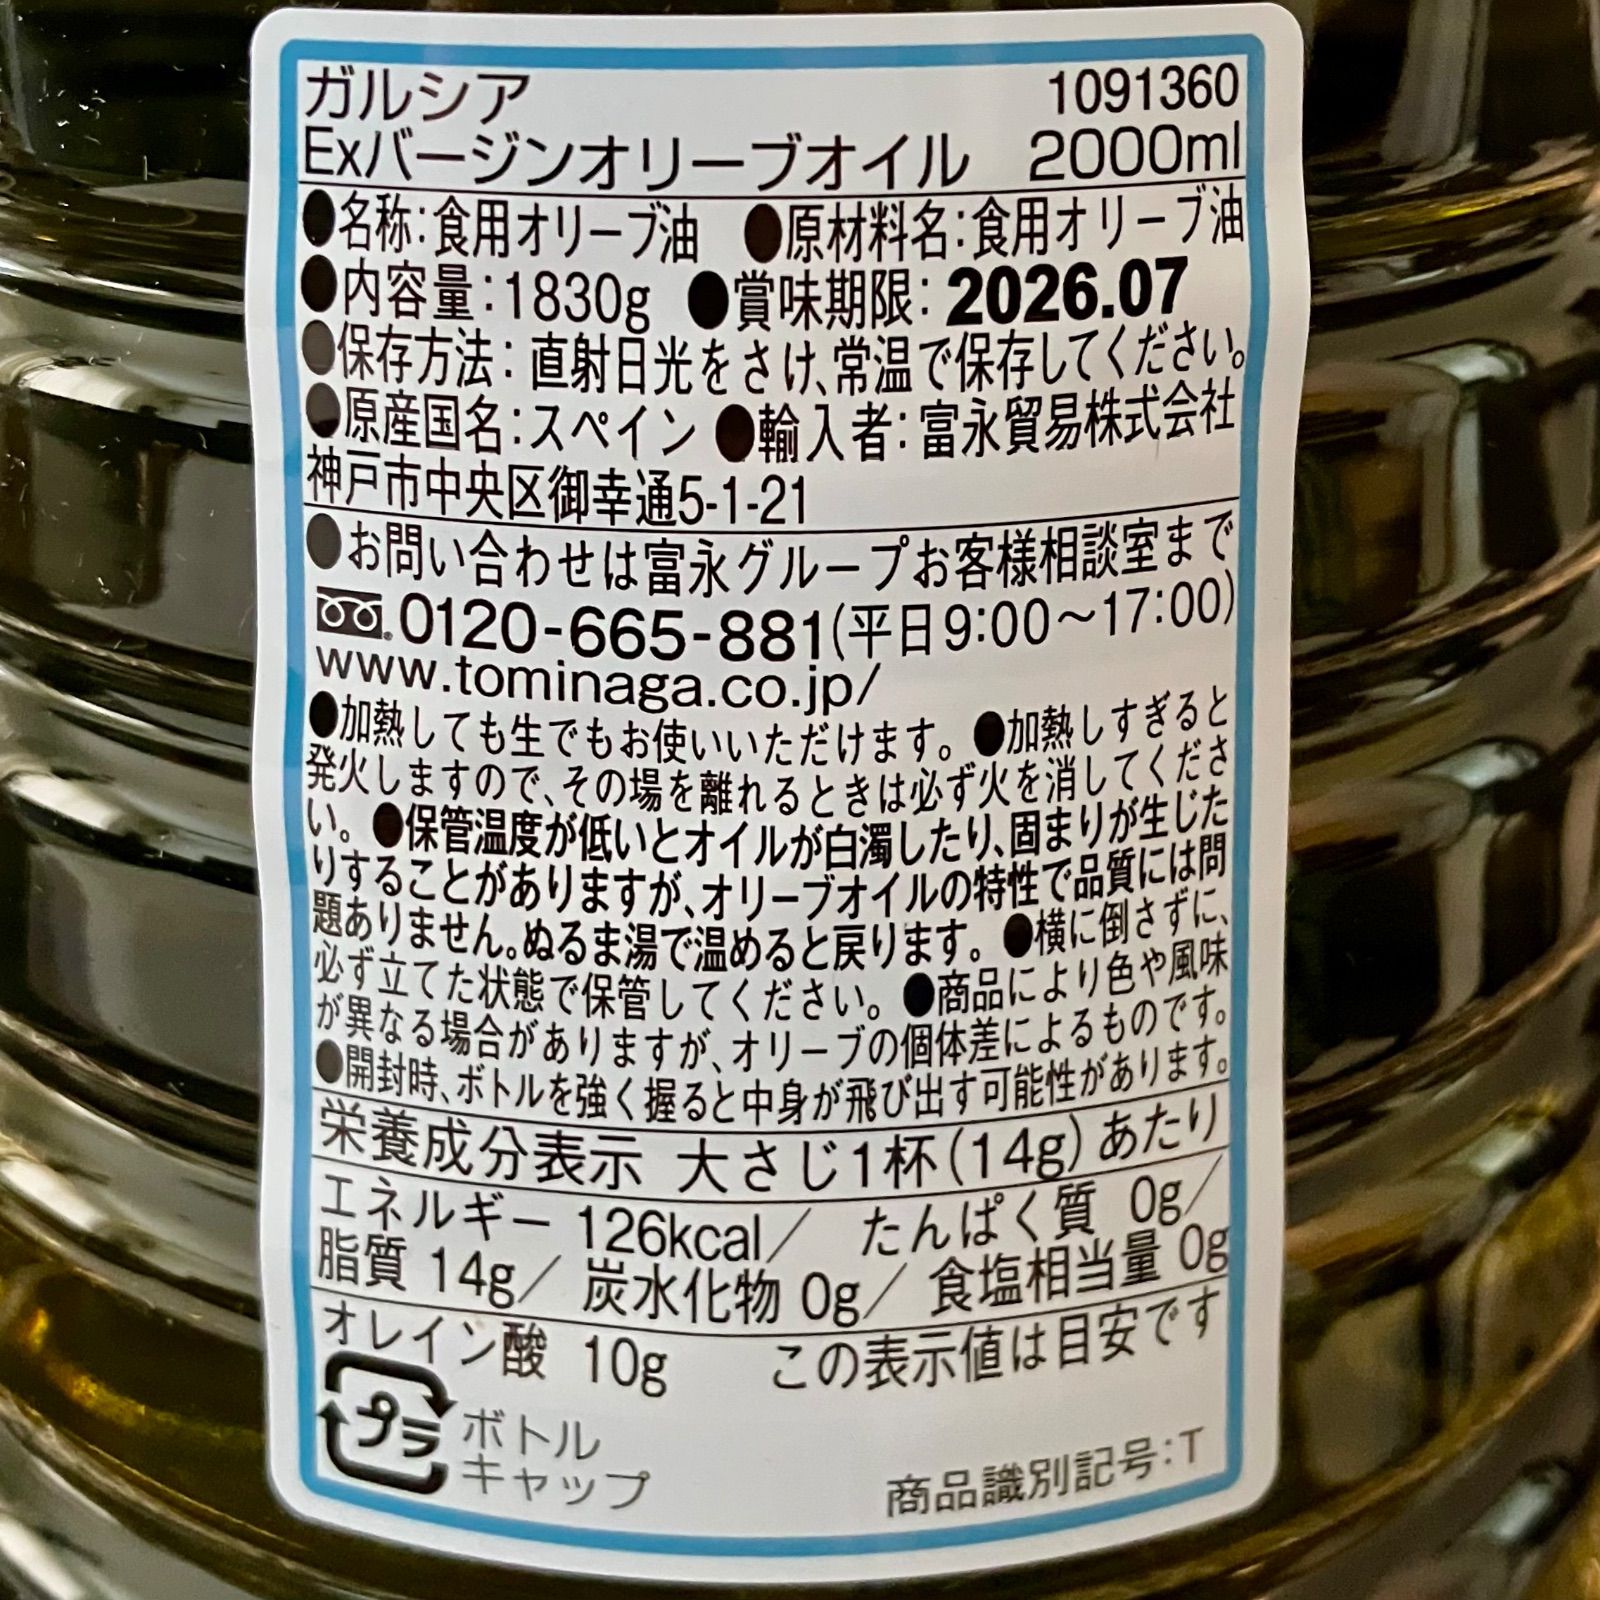 ガルシア 1091360
Exバージンオリーブオイル 2000ml
●名称:食用オリーブ油 ●原材料名:食用オリーブ油
●内容量:1830g ●賞味期限:2026.07
●保存方法:直射日光をさけ、常温で保存してください。
●原産国名:スペイン ●輸入者:富永貿易株式会社
神戸市中央区御幸通5-1-21
●お問い合わせは富永グループお客様相談室まで
0120-665-881(平日9:00～17:00)
www.tominaga.co.jp/
●加熱しても生でもお使いいただけます。●加熱しすぎると
発火しますので、その場を離れるときは必ず火を消してくださ
い。●保管温度が低いとオイルが白濁したり、固まりが生じた
りすることがありますが、オリーブオイルの特性で品質には問
題ありません。ぬるま湯で温めると戻ります。●横に倒さずに、
必ず立てた状態で保管してください。●商品により色や風味
が異なる場合がありますが、オリーブの個体差によるものです。
●開封時、ボトルを強く握ると中身が飛び出す可能性があります。
栄養成分表示 大さじ1杯(14g)あたり
エネルギー 126kcal/ たんぱく質 0g/
脂質 14g/ 炭水化物 0g/ 食塩相当量 0g
オレイン酸 10g この表示値は目安です
プラ ボトル
キャップ 商品識別記号:T